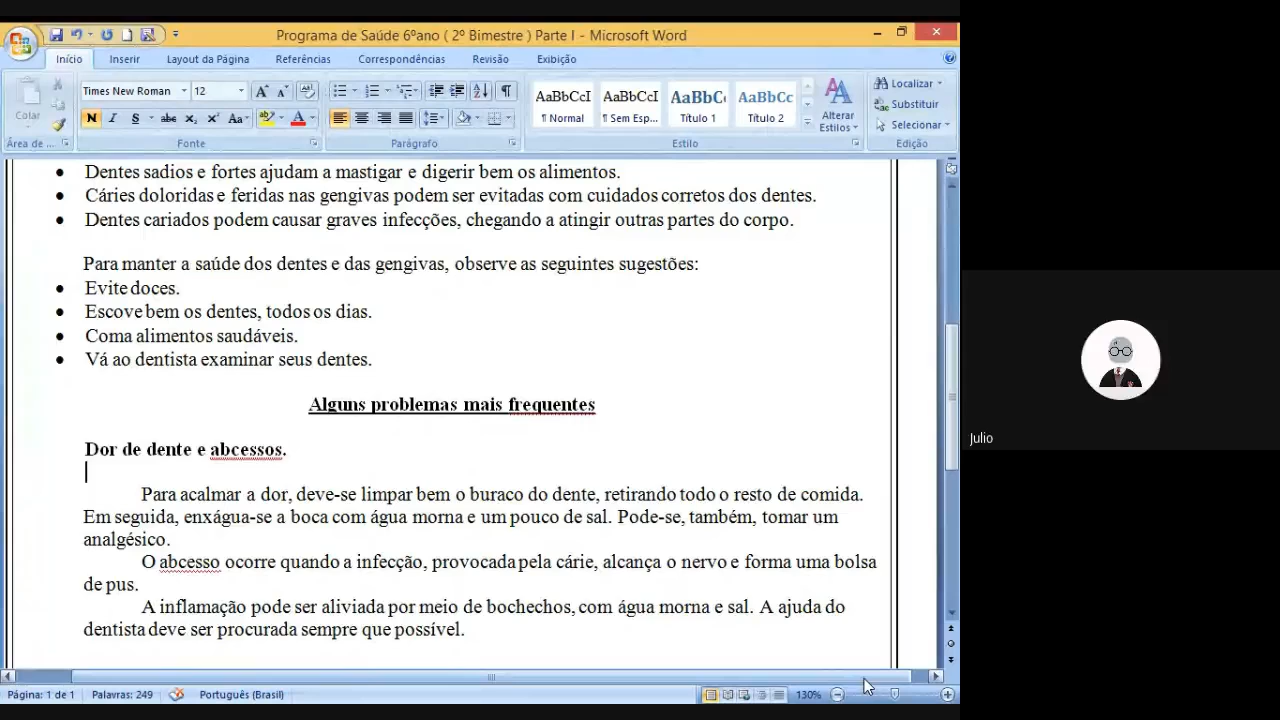 Programa de Saúde 6ºano ( 2º Bimestre ) Parte I - Microsoft Word
Início Inserir Layout da Página Referências Correspondências Revisão Exibição
Times New Roman 12
AaBbCcI AaBbCcI AaBbC AaBbCc
Localizar
Colar
N I S abc x₂ x² Aa
¶ Normal ¶ Sem Esp... Título 1 Título 2
Alterar Estilos
Substituir
Selecionar
Área de ... Fonte Parágrafo Estilo Edição
• Dentes sadios e fortes ajudam a mastigar e digerir bem os alimentos.
• Cáries doloridas e feridas nas gengivas podem ser evitadas com cuidados corretos dos dentes.
• Dentes cariados podem causar graves infecções, chegando a atingir outras partes do corpo.
Para manter a saúde dos dentes e das gengivas, observe as seguintes sugestões:
• Evite doces.
• Escove bem os dentes, todos os dias.
• Coma alimentos saudáveis.
• Vá ao dentista examinar seus dentes.
Alguns problemas mais frequentes
Dor de dente e abcessos.
Para acalmar a dor, deve-se limpar bem o buraco do dente, retirando todo o resto de comida.
Em seguida, enxágua-se a boca com água morna e um pouco de sal. Pode-se, também, tomar um
analgésico.
O abcesso ocorre quando a infecção, provocada pela cárie, alcança o nervo e forma uma bolsa
de pus.
A inflamação pode ser aliviada por meio de bochechos, com água morna e sal. A ajuda do
dentista deve ser procurada sempre que possível.
Página: 1 de 1 Palavras: 249 Português (Brasil) 130%
Julio